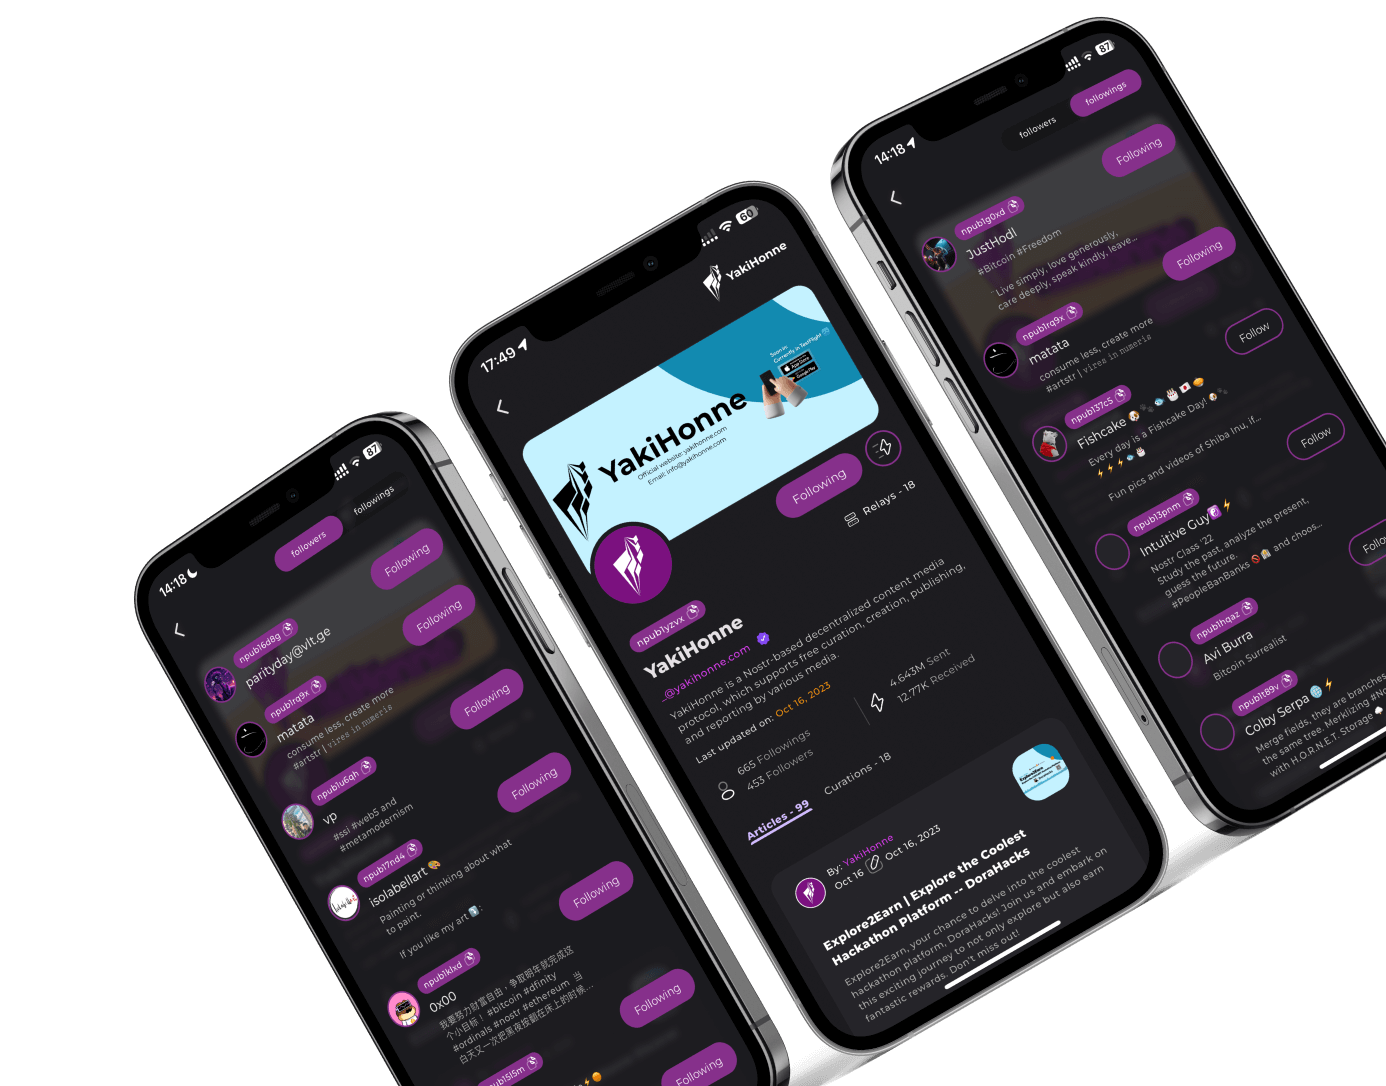 14:18
87
followers
followings
npub16d8g
parityday@vlt.ge
Following
npub1rq9x
matata
consume less, create more
#artstr | vires in numeris
Following
npub1u6qh
vp
#ssi #web5 and
#metamodernism
Following
npub17nd4
isolabellart 🎨
Painting or thinking about what
to paint.
If you like my art ⤵️:
Following
npub1klxd
0x00
我要努力财富自由，争取明年就完成这
个小目标！ #bitcoin #dfinity
#ordinals #nostr #ethereum 当
白天又一次把黑夜按翻在床上的时候...
Following
npub15l5m
Following
Following
17:49
60
YakiHonne
YakiHonne
Official website: yakihonne.com
Email: info@yakihonne.com
Soon in:
Currently in TestFlight
App Store
Google Play
Following
Relays - 18
npub1yzvx
YakiHonne
_@yakihonne.com
YakiHonne is a Nostr-based decentralized content media
protocol, which supports free curation, creation, publishing,
and reporting by various media.
Last updated on: Oct 16, 2023
665 Followings
453 Followers
4.643M Sent
12.77K Received
Articles - 99
Curations - 18
By: YakiHonne
Oct 16
Oct 16, 2023
Explore2Earn
Explore2Earn | Explore the Coolest
Hackathon Platform -- DoraHacks
Explore2Earn, your chance to delve into the coolest
hackathon platform, DoraHacks! Join us and embark on
this exciting journey to not only explore but also earn
fantastic rewards. Don't miss out!
14:18
87
followers
followings
npub1g0xd
JustHodl
#Bitcoin #Freedom
"Live simply, love generously,
care deeply, speak kindly, leave...
Following
npub1rq9x
matata
consume less, create more
#artstr | vires in numeris
Following
npub137c5
Fishcake
Every day is a Fishcake Day!
Fun pics and videos of Shiba Inu, if...
Follow
npub13pnm
Intuitive Guy
Nostr Class '22
Study the past, analyze the present,
guess the future.
#PeopleBanBanks 🚫🏦 and choos...
Follow
npub1hqaz
Avi Burra
Bitcoin Surrealist
npub1t89v
Colby Serpa 🌐⚡
Merge fields, they are branches
the same tree. Merklizing
with H.O.R.N.E.T. Storage